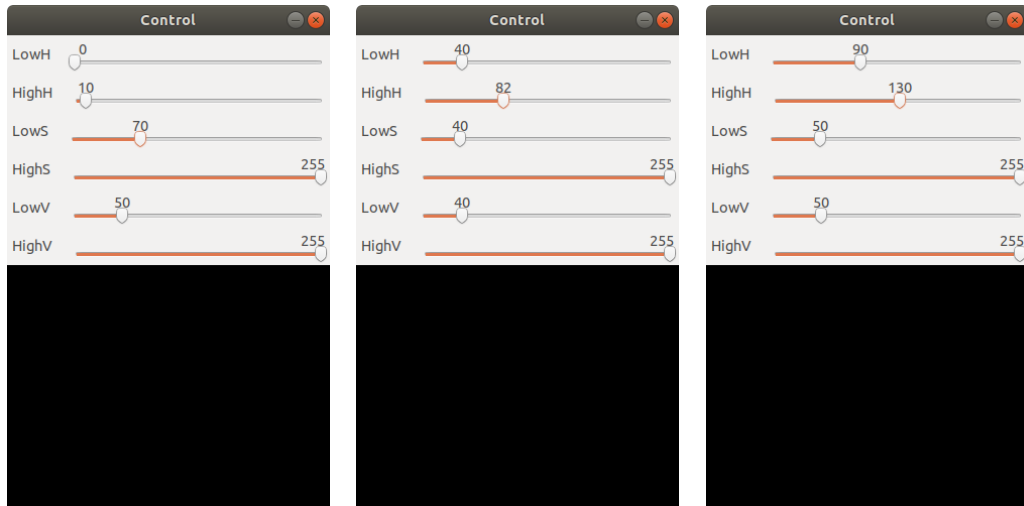 Control
LowH 0
HighH 10
LowS 70
HighS 255
LowV 50
HighV 255
Control
LowH 40
HighH 82
LowS 40
HighS 255
LowV 40
HighV 255
Control
LowH 90
HighH 130
LowS 50
HighS 255
LowV 50
HighV 255